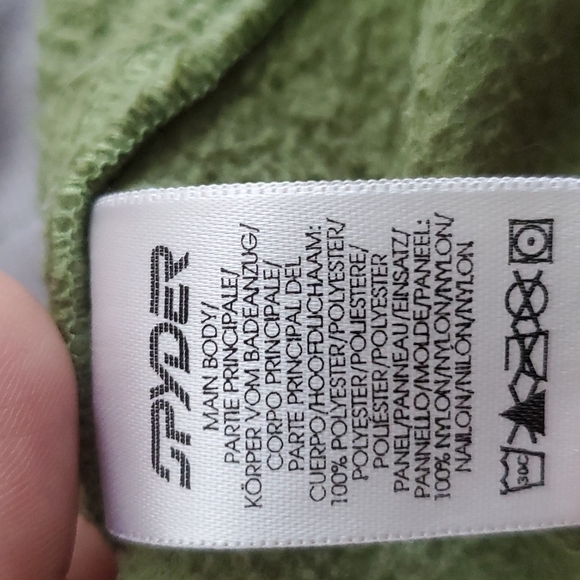 SPYDER
MAIN BODY/
PARTIE PRINCIPALE/
KÖRPER VOM BADEANZUG/
CORPO PRINCIPALE/
PARTE PRINCIPAL DEL
CUERPO/HOOFDLICHAAM:
100% POLYESTER/POLYESTER/
POLYESTER/POLIESTERE/
POLIÉSTER/POLYESTER
PANEL/PANNEAU/EINSATZ/
PANNELLO/MOLDE/PANEEL:
100% NYLON/NYLON/NYLON/
NAILON/NILÓN/NYLON
30C